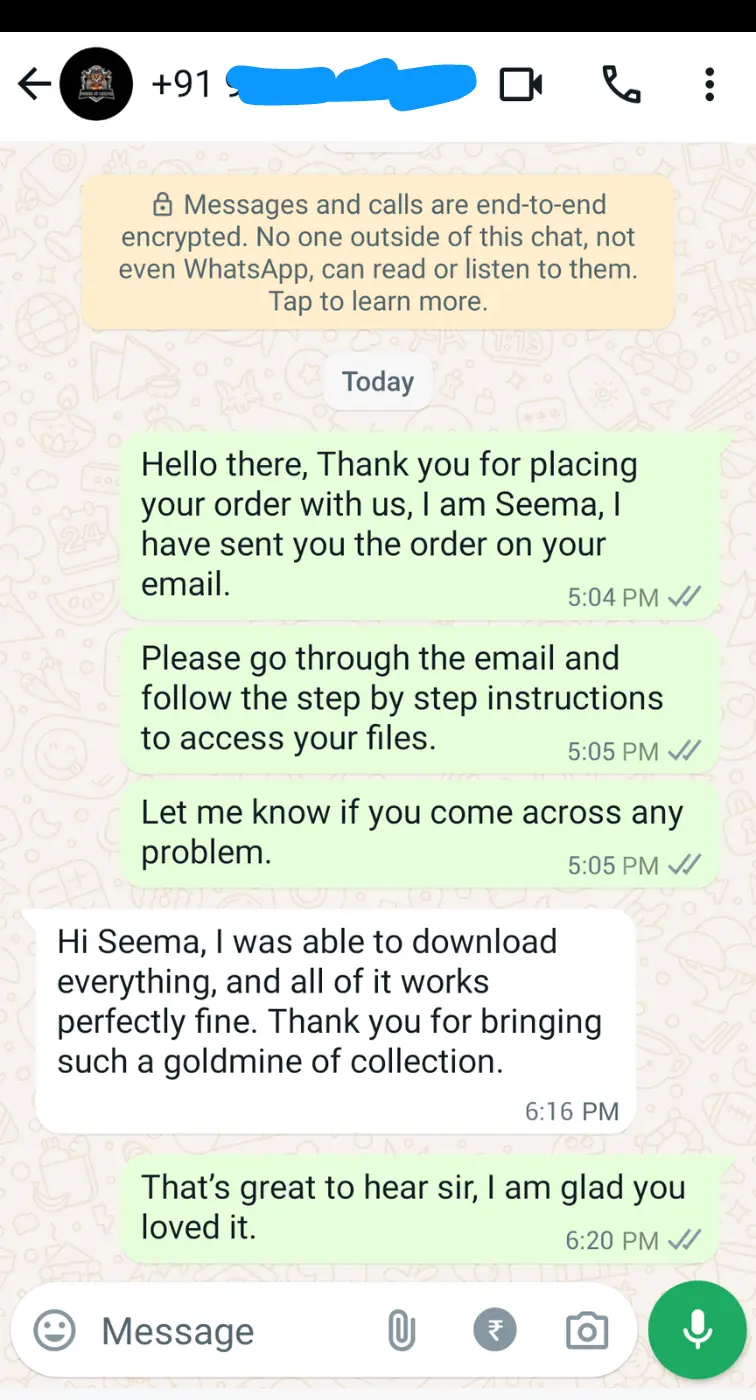 +91
Messages and calls are end-to-end
encrypted. No one outside of this chat, not
even WhatsApp, can read or listen to them.
Tap to learn more.
Today
Hello there, Thank you for placing
your order with us, I am Seema, I
have sent you the order on your
email.
5:04 PM
Please go through the email and
follow the step by step instructions
to access your files.
5:05 PM
Let me know if you come across any
problem.
5:05 PM
Hi Seema, I was able to download
everything, and all of it works
perfectly fine. Thank you for bringing
such a goldmine of collection.
6:16 PM
That’s great to hear sir, I am glad you
loved it.
6:20 PM
Message
₹